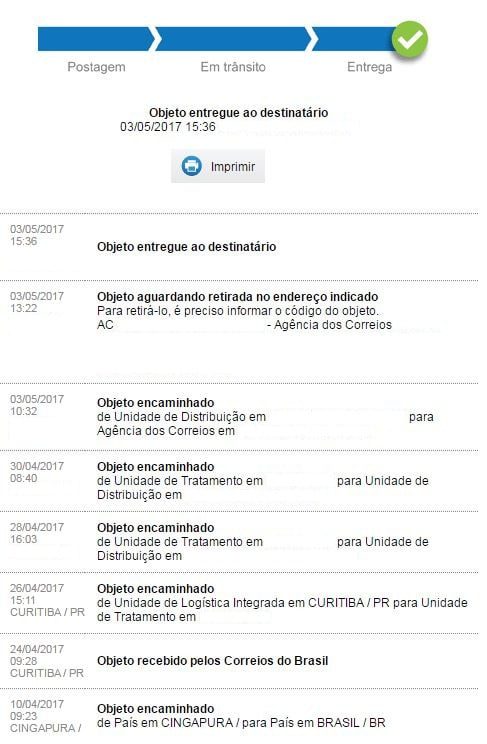 Postagem Em trânsito Entrega
Objeto entregue ao destinatário
03/05/2017 15:36
Imprimir
03/05/2017
15:36
Objeto entregue ao destinatário
03/05/2017
13:22
Objeto aguardando retirada no endereço indicado
Para retirá-lo, é preciso informar o código do objeto.
AC - Agência dos Correios
03/05/2017
10:32
Objeto encaminhado
de Unidade de Distribuição em para
Agência dos Correios em
30/04/2017
08:40
Objeto encaminhado
de Unidade de Tratamento em para Unidade de
Distribuição em
28/04/2017
16:03
Objeto encaminhado
de Unidade de Tratamento em para Unidade de
Distribuição em
26/04/2017
15:11
CURITIBA / PR
Objeto encaminhado
de Unidade de Logística Integrada em CURITIBA / PR para Unidade
de Tratamento em
24/04/2017
09:28
CURITIBA / PR
Objeto recebido pelos Correios do Brasil
10/04/2017
09:23
CINGAPURA /
Objeto encaminhado
de País em CINGAPURA / para País em BRASIL / BR